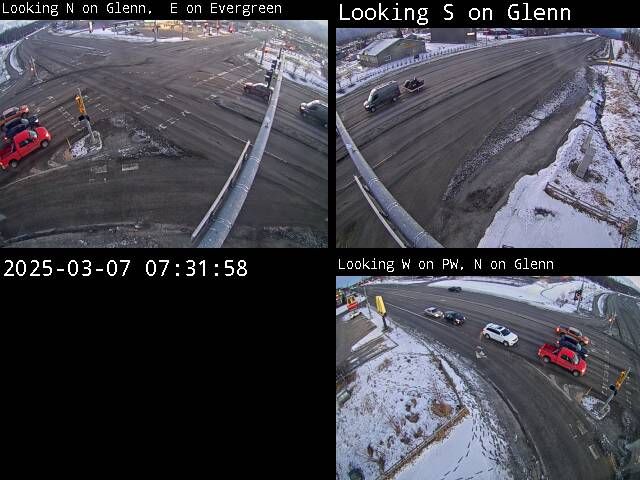 Looking N on Glenn,  E on Evergreen
Looking S on Glenn
2025-03-07 07:31:58
Looking W on PW, N on Glenn